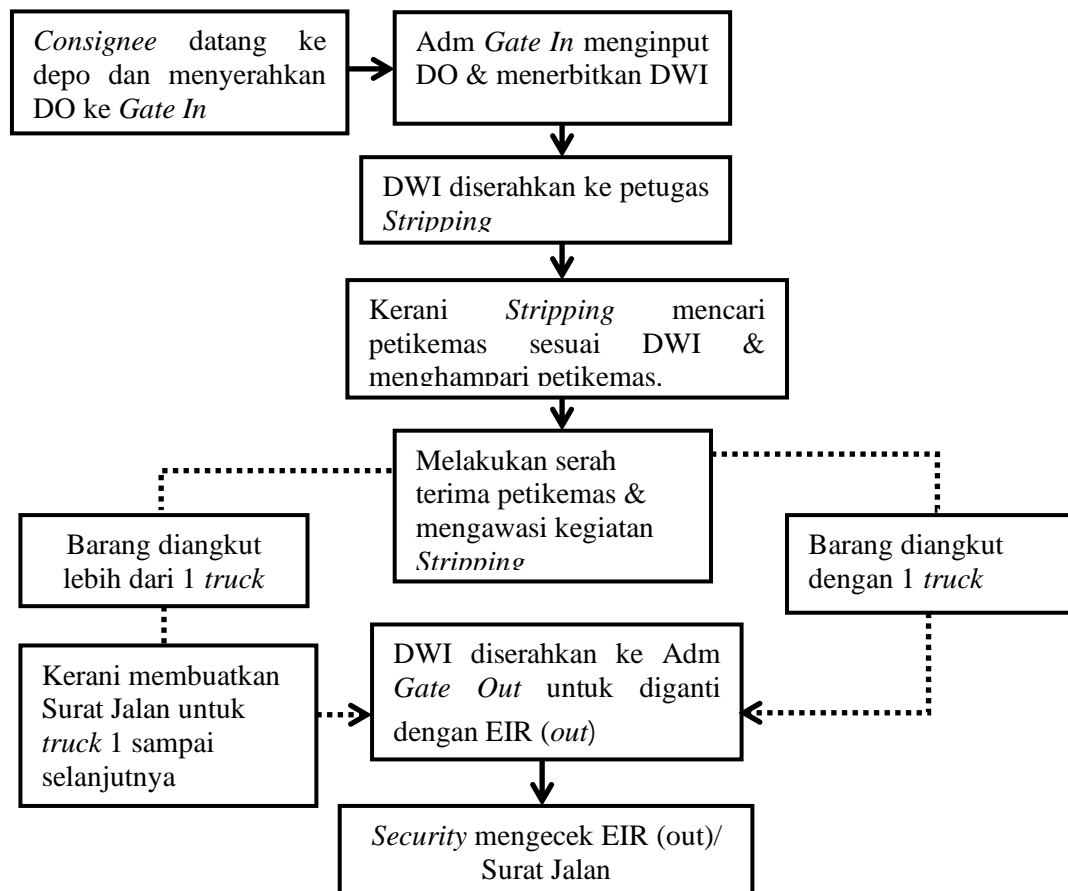 Consignee datang ke
depo dan menyerahkan
DO ke Gate In
Adm Gate In menginput
DO & menerbitkan DWI
DWI diserahkan ke petugas
Stripping
Kerani Stripping mencari
petikemas sesuai DWI &
menghampari petikemas.
Melakukan serah
terima petikemas &
mengawasi kegiatan
Stripping
Barang diangkut
lebih dari 1 truck
Barang diangkut
dengan 1 truck
Kerani membuatkan
Surat Jalan untuk
truck 1 sampai
selanjutnya
DWI diserahkan ke Adm
Gate Out untuk diganti
dengan EIR (out)
Security mengecek EIR (out)/
Surat Jalan